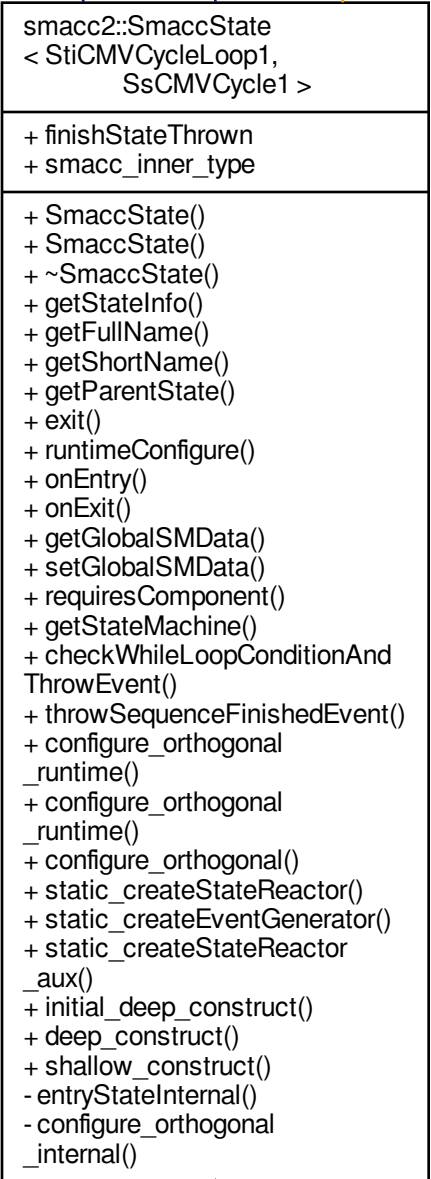 smacc2::SmaccState
< StiCMVCycleLoop1,
SsCMVCycle1 >
+ finishStateThrown
+ smacc_inner_type
+ SmaccState()
+ SmaccState()
+ ~SmaccState()
+ getStateInfo()
+ getFullName()
+ getShortName()
+ getParentState()
+ exit()
+ runtimeConfigure()
+ onEntry()
+ onExit()
+ getGlobalSMData()
+ setGlobalSMData()
+ requiresComponent()
+ getStateMachine()
+ checkWhileLoopConditionAnd
ThrowEvent()
+ throwSequenceFinishedEvent()
+ configure_orthogonal
_runtime()
+ configure_orthogonal
_runtime()
+ configure_orthogonal()
+ static_createStateReactor()
+ static_createEventGenerator()
+ static_createStateReactor
_aux()
+ initial_deep_construct()
+ deep_construct()
+ shallow_construct()
- entryStateInternal()
- configure_orthogonal
_internal()